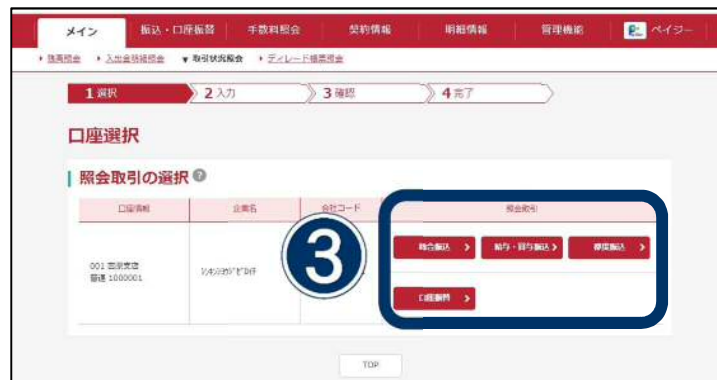 メイン 振込・口座振替 手数料照会 契約情報 明細情報 管理機能 ペイジー
残高照会 入出金明細照会 取引状況照会
1 選択 2 入力 3 確認 4 完了
口座選択
照会取引の選択
口座情報 企業名 会社コード 照会取引
総合振込 給与・賞与振込 都度振込
001
普通 1000001
3
口座振替
TOP